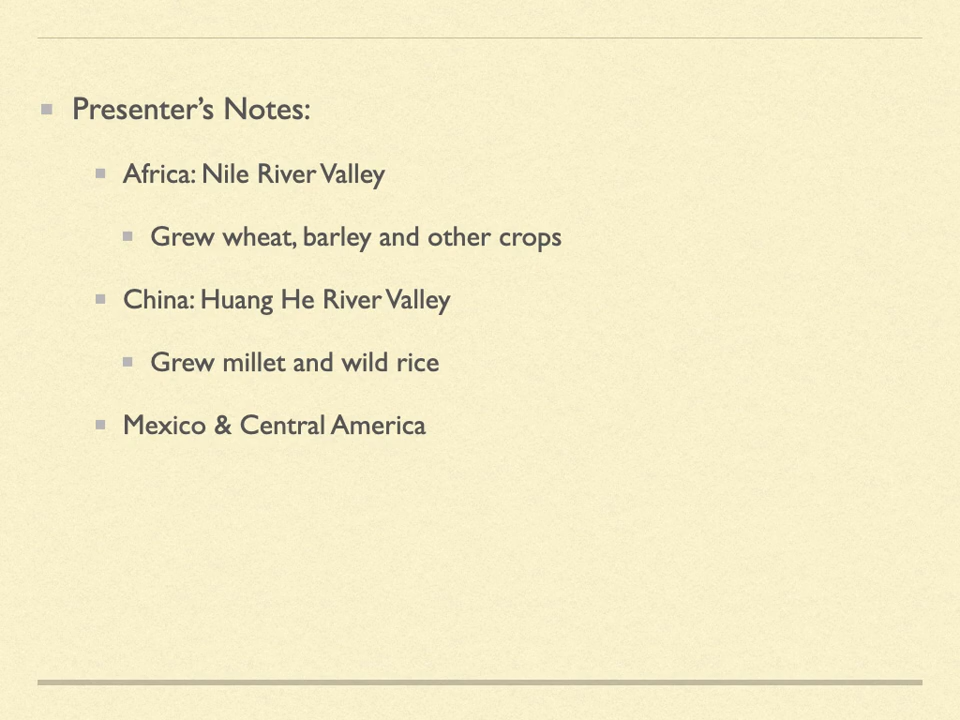 Presenter’s Notes:
Africa: Nile River Valley
Grew wheat, barley and other crops
China: Huang He River Valley
Grew millet and wild rice
Mexico & Central America